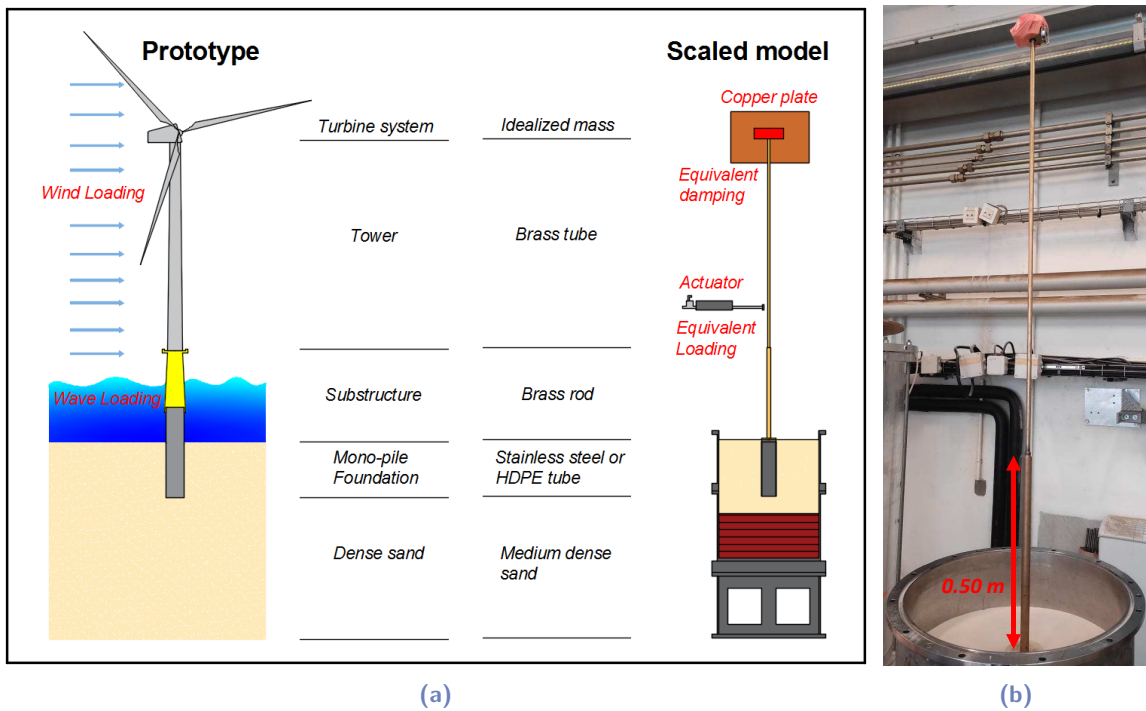 Prototype
Scaled model
Copper plate
Turbine system
Idealized mass
Wind Loading
Equivalent
damping
Tower
Brass tube
Actuator
Equivalent
Loading
Wave Loading
Substructure
Brass rod
Mono-pile
Foundation
Stainless steel or
HDPE tube
Dense sand
Medium dense
sand
0.50 m
(a)
(b)